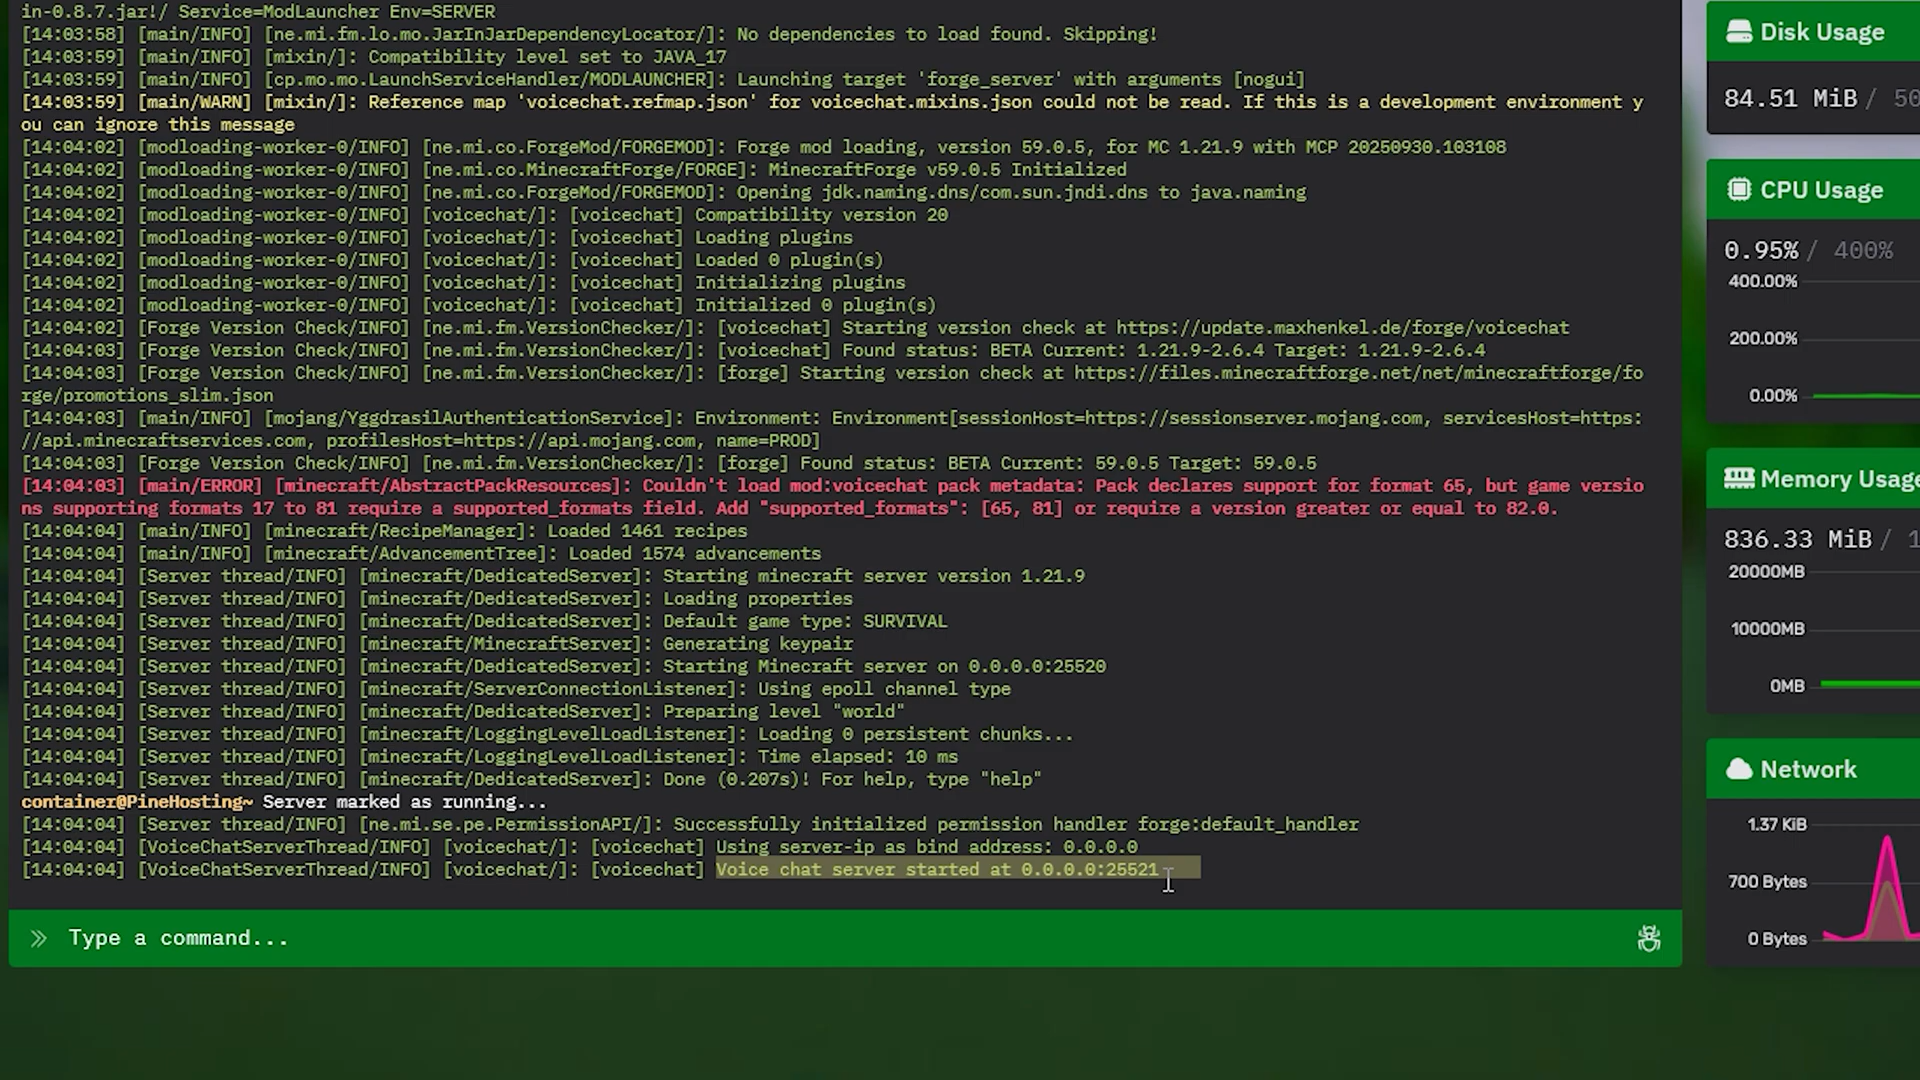 in-0.8.7.jar!/ Service=ModLauncher Env=SERVER
[14:03:58] [main/INFO] [ne.mi.fm.lo.mo.JarInJarDependencyLocator/]: No dependencies to load found. Skipping!
[14:03:59] [main/INFO] [mixin/]: Compatibility level set to JAVA_17
[14:03:59] [main/INFO] [cp.mo.mo.LaunchServiceHandler/MODLAUNCHER]: Launching target 'forge_server' with arguments [nogui]
[14:03:59] [main/WARN] [mixin/]: Reference map 'voicechat.refmap.json' for voicechat.mixins.json could not be read. If this is a development environment y
ou can ignore this message
[14:04:02] [modloading-worker-0/INFO] [ne.mi.co.ForgeMod/FORGEMOD]: Forge mod loading, version 59.0.5, for MC 1.21.9 with MCP 20250930.103108
[14:04:02] [modloading-worker-0/INFO] [ne.mi.co.MinecraftForge/FORGE]: MinecraftForge v59.0.5 Initialized
[14:04:02] [modloading-worker-0/INFO] [ne.mi.co.ForgeMod/FORGEMOD]: Opening jdk.naming.dns/com.sun.jndi.dns to java.naming
[14:04:02] [modloading-worker-0/INFO] [voicechat/]: [voicechat] Compatibility version 20
[14:04:02] [modloading-worker-0/INFO] [voicechat/]: [voicechat] Loading plugins
[14:04:02] [modloading-worker-0/INFO] [voicechat/]: [voicechat] Loaded 0 plugin(s)
[14:04:02] [modloading-worker-0/INFO] [voicechat/]: [voicechat] Initializing plugins
[14:04:02] [modloading-worker-0/INFO] [voicechat/]: [voicechat] Initialized 0 plugin(s)
[14:04:02] [Forge Version Check/INFO] [ne.mi.fm.VersionChecker/]: [voicechat] Starting version check at https://update.maxhenkel.de/forge/voicechat
[14:04:03] [Forge Version Check/INFO] [ne.mi.fm.VersionChecker/]: [voicechat] Found status: BETA Current: 1.21.9-2.6.4 Target: 1.21.9-2.6.4
[14:04:03] [Forge Version Check/INFO] [ne.mi.fm.VersionChecker/]: [forge] Starting version check at https://files.minecraftforge.net/net/minecraftforge/fo
rge/promotions_slim.json
[14:04:03] [main/INFO] [mojang/YggdrasilAuthenticationService]: Environment: Environment[sessionHost=https://sessionserver.mojang.com, servicesHost=https:
//api.minecraftservices.com, profilesHost=https://api.mojang.com, name=PROD]
[14:04:03] [Forge Version Check/INFO] [ne.mi.fm.VersionChecker/]: [forge] Found status: BETA Current: 59.0.5 Target: 59.0.5
[14:04:03] [main/ERROR] [minecraft/AbstractPackResources]: Couldn't load mod:voicechat pack metadata: Pack declares support for format 65, but game versio
ns supporting formats 17 to 81 require a supported_formats field. Add "supported_formats": [65, 81] or require a version greater or equal to 82.0.
[14:04:04] [main/INFO] [minecraft/RecipeManager]: Loaded 1461 recipes
[14:04:04] [main/INFO] [minecraft/AdvancementTree]: Loaded 1574 advancements
[14:04:04] [Server thread/INFO] [minecraft/DedicatedServer]: Starting minecraft server version 1.21.9
[14:04:04] [Server thread/INFO] [minecraft/DedicatedServer]: Loading properties
[14:04:04] [Server thread/INFO] [minecraft/DedicatedServer]: Default game type: SURVIVAL
[14:04:04] [Server thread/INFO] [minecraft/MinecraftServer]: Generating keypair
[14:04:04] [Server thread/INFO] [minecraft/DedicatedServer]: Starting Minecraft server on 0.0.0.0:25520
[14:04:04] [Server thread/INFO] [minecraft/ServerConnectionListener]: Using epoll channel type
[14:04:04] [Server thread/INFO] [minecraft/DedicatedServer]: Preparing level "world"
[14:04:04] [Server thread/INFO] [minecraft/LoggingLevelLoadListener]: Loading 0 persistent chunks...
[14:04:04] [Server thread/INFO] [minecraft/LoggingLevelLoadListener]: Time elapsed: 10 ms
[14:04:04] [Server thread/INFO] [minecraft/DedicatedServer]: Done (0.207s)! For help, type "help"
container@PineHosting~ Server marked as running...
[14:04:04] [Server thread/INFO] [ne.mi.se.pe.PermissionAPI/]: Successfully initialized permission handler forge:default_handler
[14:04:04] [VoiceChatServerThread/INFO] [voicechat/]: [voicechat] Using server-ip as bind address: 0.0.0.0
[14:04:04] [VoiceChatServerThread/INFO] [voicechat/]: [voicechat] Voice chat server started at 0.0.0.0:25521
» Type a command...
Disk Usage
84.51 MiB / 50
CPU Usage
0.95% / 400%
400.00%
200.00%
0.00%
Memory Usage
836.33 MiB / 1
20000MB
10000MB
0MB
Network
1.37 KiB
700 Bytes
0 Bytes